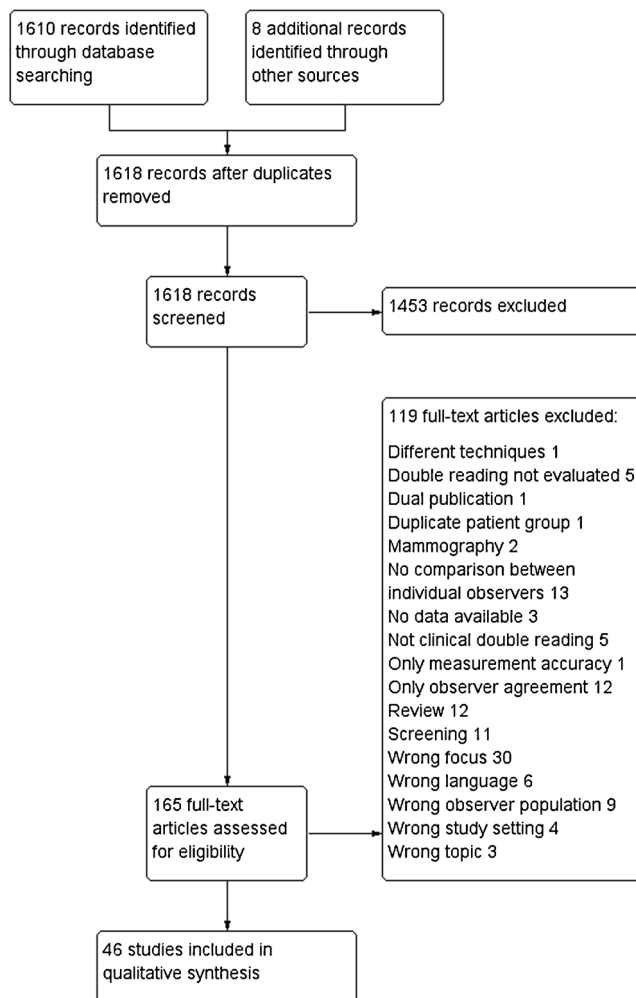 1610 records identified
through database
searching
8 additional records
identified through
other sources
1618 records after duplicates
removed
1618 records
screened
1453 records excluded
119 full-text articles excluded:
Different techniques 1
Double reading not evaluated 5
Dual publication 1
Duplicate patient group 1
Mammography 2
No comparison between
individual observers 13
No data available 3
Not clinical double reading 5
Only measurement accuracy 1
Only observer agreement 12
Review 12
Screening 11
Wrong focus 30
Wrong language 6
Wrong observer population 9
Wrong study setting 4
Wrong topic 3
165 full-text
articles assessed
for eligibility
46 studies included in
qualitative synthesis